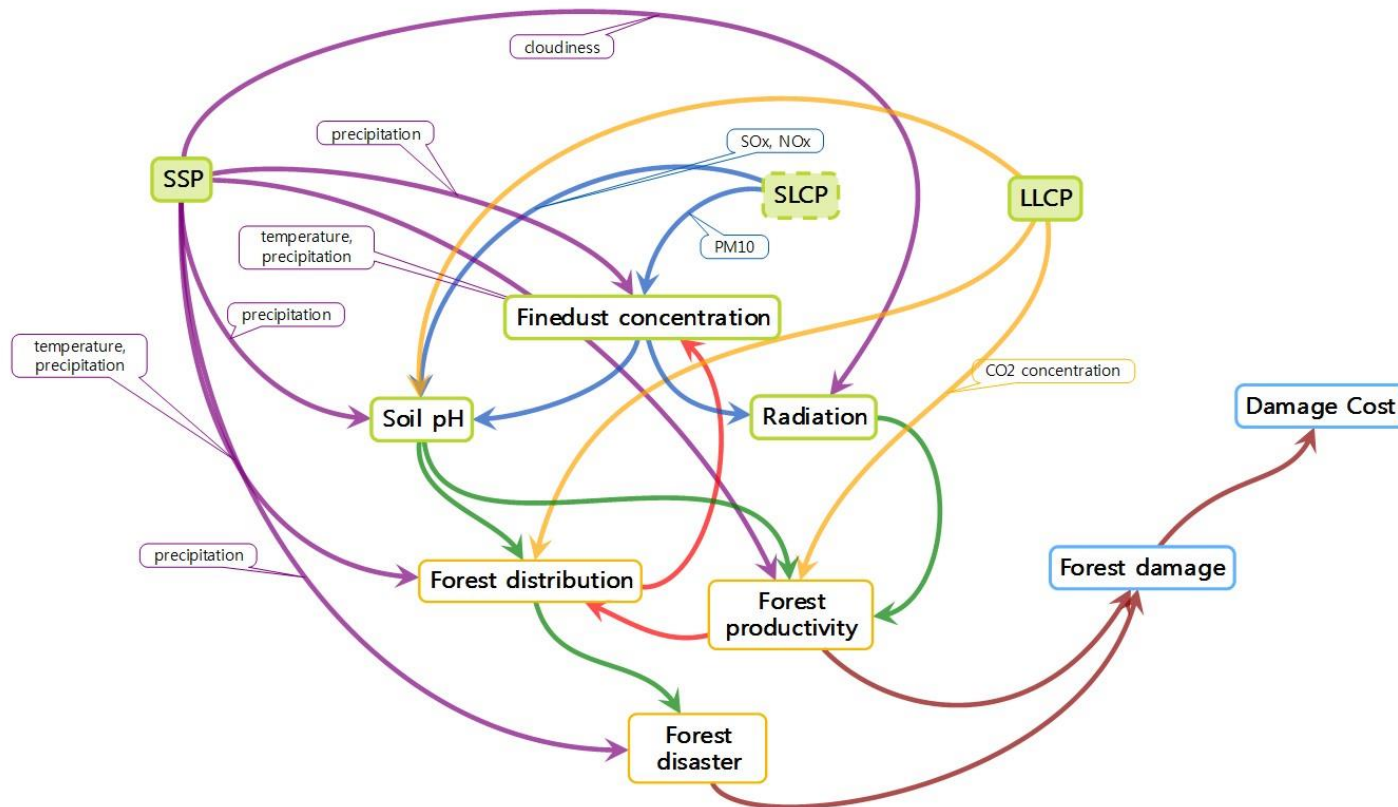 cloudiness
precipitation
SOx, NOx
SSP
SLCP
LLCP
temperature,
precipitation
PM10
Finedust concentration
precipitation
temperature,
precipitation
CO2 concentration
Soil pH
Radiation
Damage Cost
precipitation
Forest distribution
Forest damage
Forest
productivity
Forest
disaster